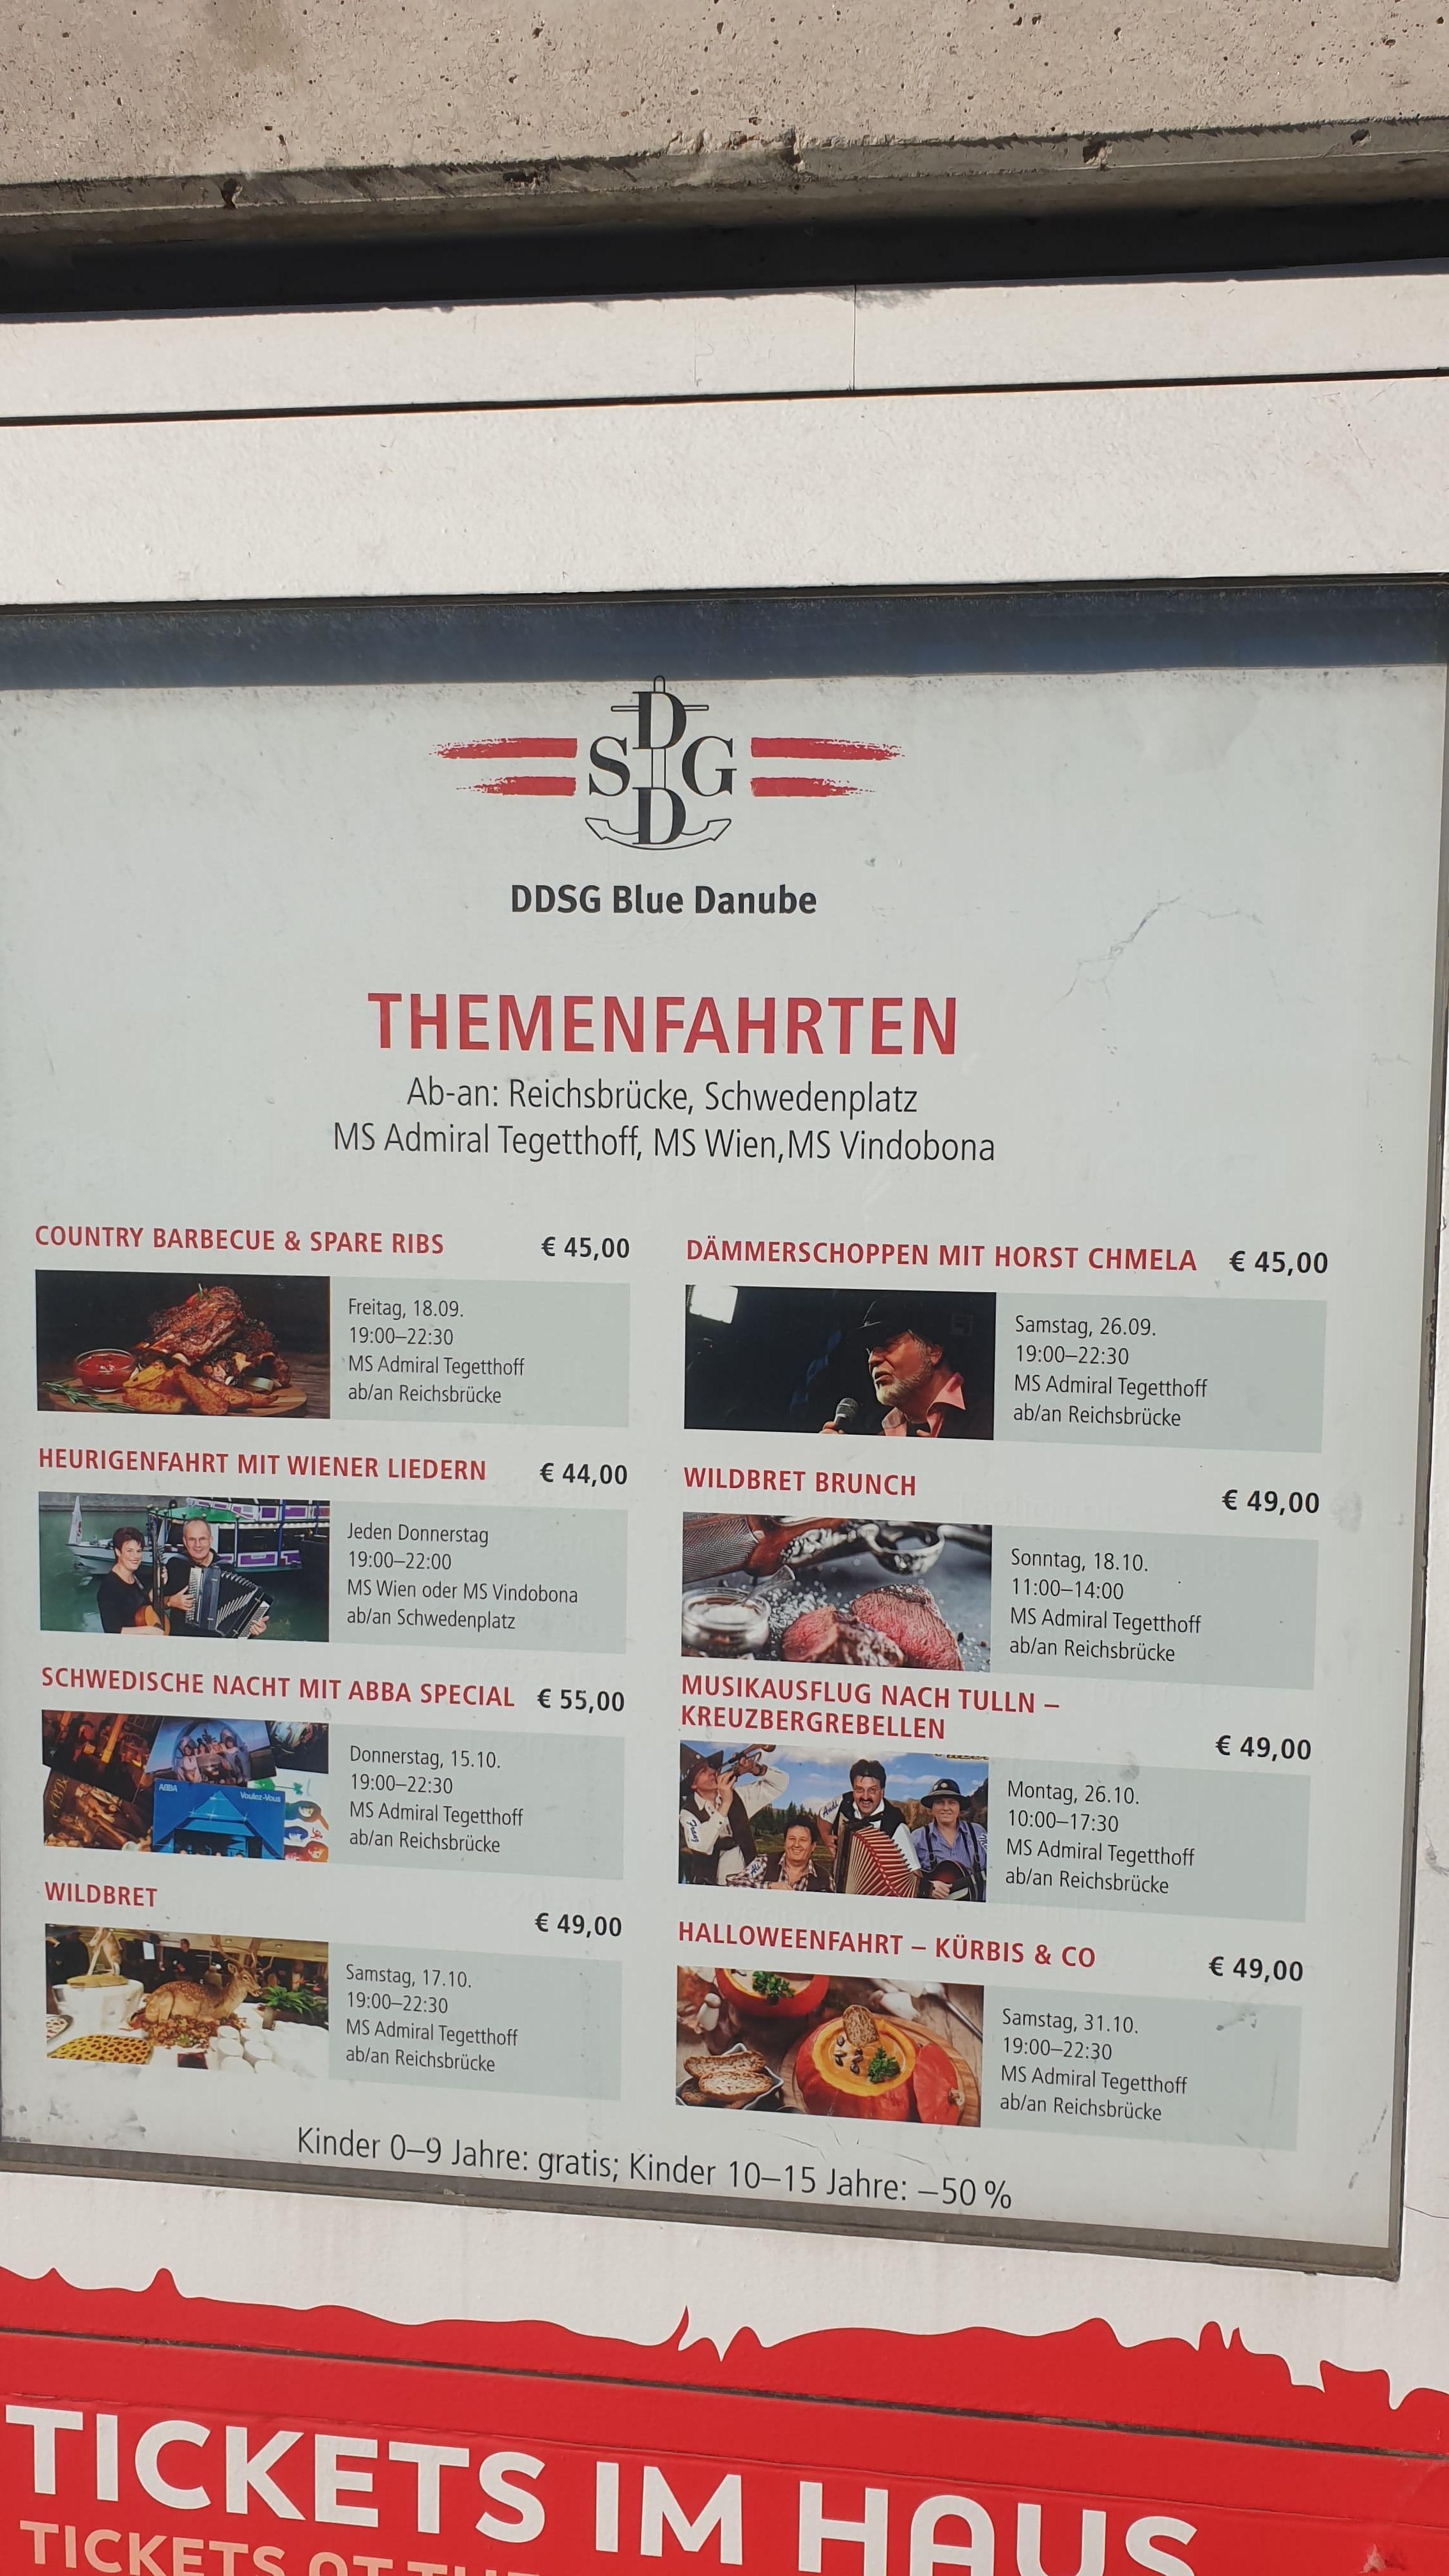 D
S G
D
DDSG Blue Danube
THEMENFAHRTEN
Ab-an: Reichsbrücke, Schwedenplatz
MS Admiral Tegetthoff, MS Wien,MS Vindobona
COUNTRY BARBECUE & SPARE RIBS € 45,00
Freitag, 18.09.
19:00–22:30
MS Admiral Tegetthoff
ab/an Reichsbrücke
HEURIGENFAHRT MIT WIENER LIEDERN € 44,00
Jeden Donnerstag
19:00–22:00
MS Wien oder MS Vindobona
ab/an Schwedenplatz
SCHWEDISCHE NACHT MIT ABBA SPECIAL € 55,00
ABBA Voulez-Vous
Donnerstag, 15.10.
19:00–22:30
MS Admiral Tegetthoff
ab/an Reichsbrücke
WILDBRET
€ 49,00
Samstag, 17.10.
19:00–22:30
MS Admiral Tegetthoff
ab/an Reichsbrücke
DÄMMERSCHOPPEN MIT HORST CHMELA € 45,00
Samstag, 26.09.
19:00–22:30
MS Admiral Tegetthoff
ab/an Reichsbrücke
WILDBRET BRUNCH
€ 49,00
Sonntag, 18.10.
11:00–14:00
MS Admiral Tegetthoff
ab/an Reichsbrücke
MUSIKAUSFLUG NACH TULLN –
KREUZBERGREBELLEN
€ 49,00
Montag, 26.10.
10:00–17:30
MS Admiral Tegetthoff
ab/an Reichsbrücke
HALLOWEENFAHRT – KÜRBIS & CO
€ 49,00
Samstag, 31.10.
19:00–22:30
MS Admiral Tegetthoff
ab/an Reichsbrücke
Kinder 0–9 Jahre: gratis; Kinder 10–15 Jahre: –50 %
TICKETS IM HAUS
TICKETS AT